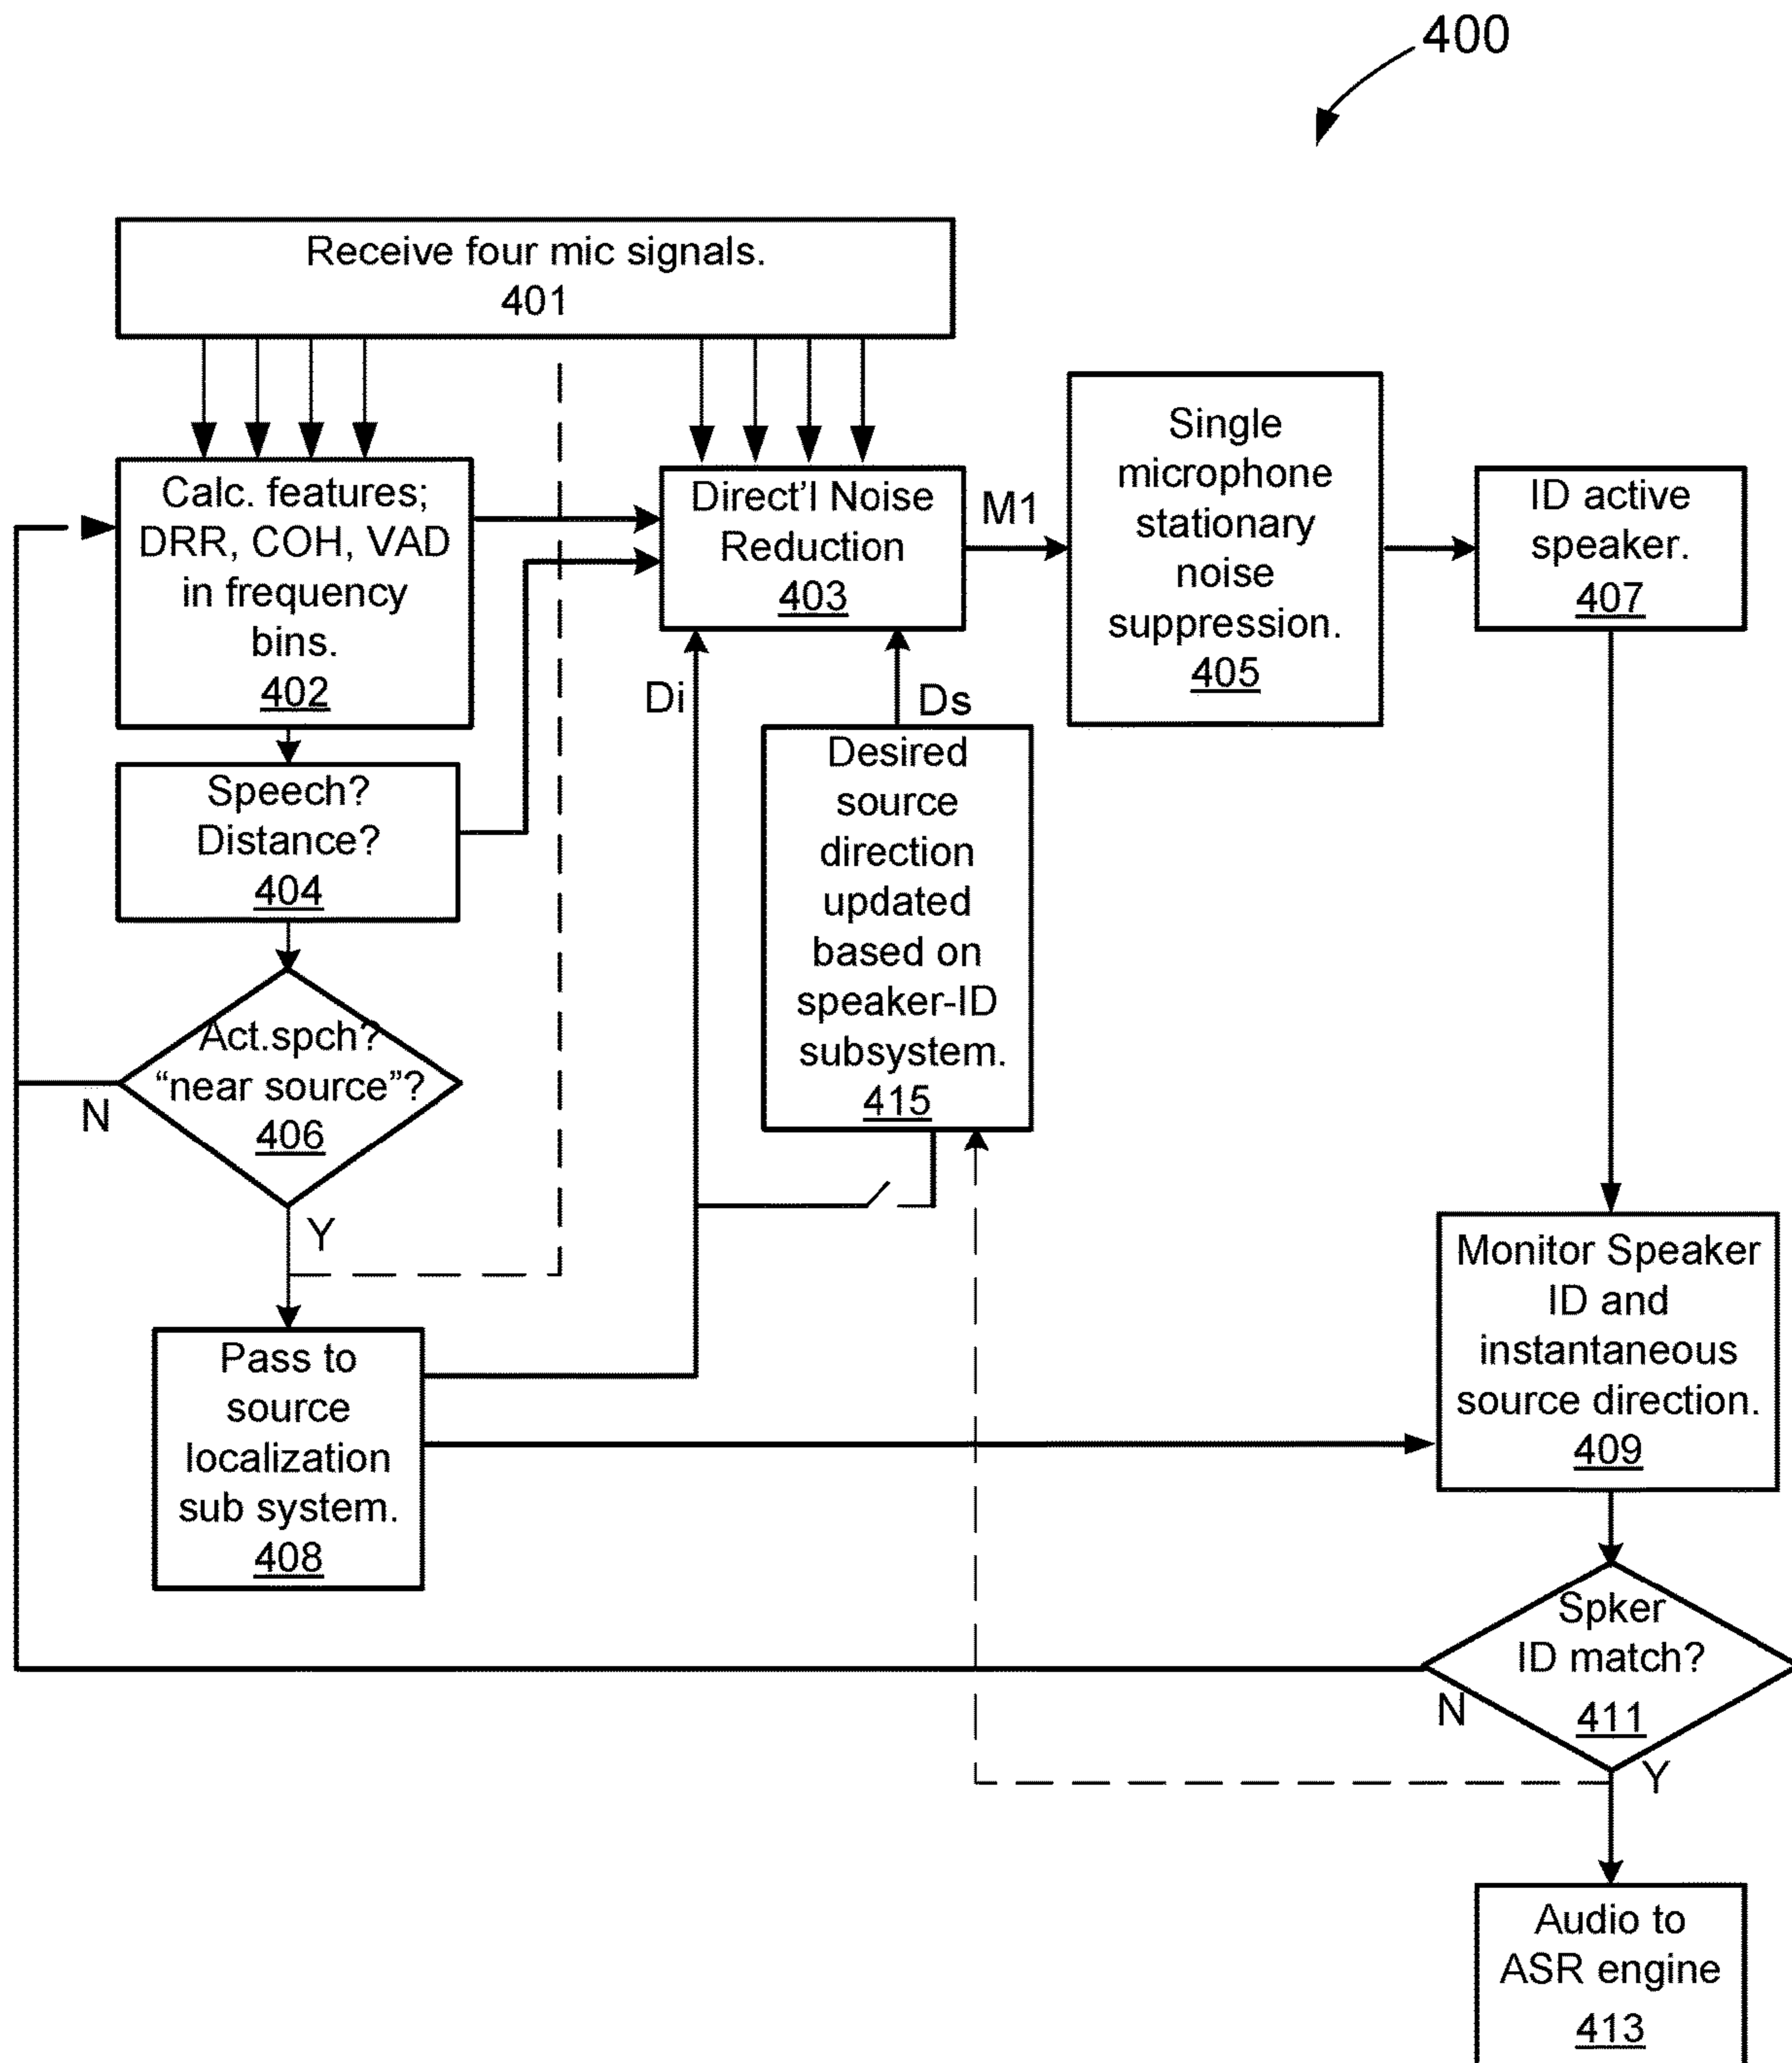 400
Receive four mic signals.
401
Calc. features;
DRR, COH, VAD
in frequency
bins.
402
Direct'l Noise
Reduction
403
M1
Single
microphone
stationary
noise
suppression.
405
ID active
speaker.
407
Speech?
Distance?
404
Di
Ds
Desired
source
direction
updated
based on
speaker-ID
subsystem.
415
Act.spch?
“near source”?
406
N
Y
Pass to
source
localization
sub system.
408
Monitor Speaker
ID and
instantaneous
source direction.
409
Spker
ID match?
411
N
Y
Audio to
ASR engine
413